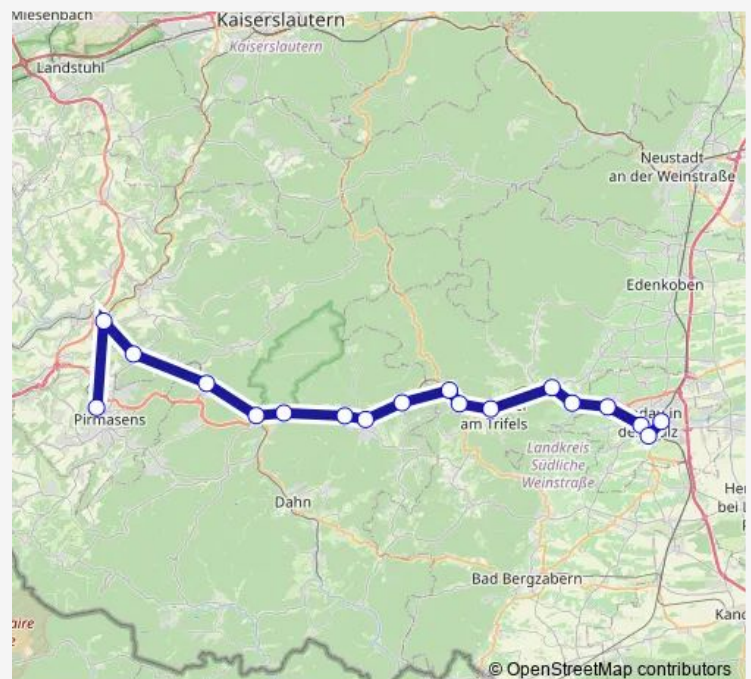 Miesenbach
Kaiserslautern
Kaiserslautern
Landstuhl
Neustadt
an der Weinstraße
Edenkoben
Pirmasens
am Trifels
Landkreis
Südliche
Weinstraße
Dahn
bei
Bad Bergzabern
© OpenStreetMap contributors